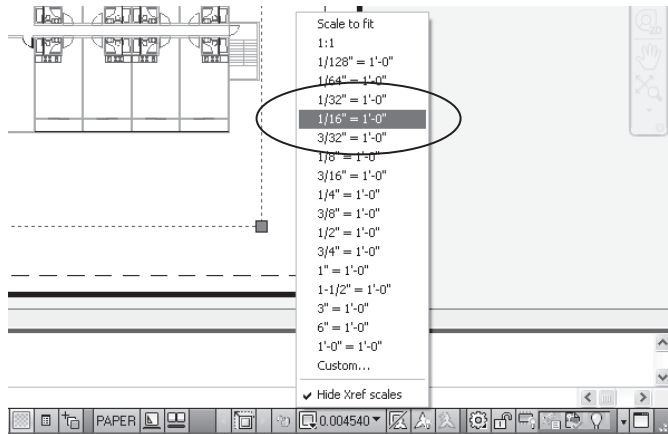 Scale to fit
1:1
1/128" = 1'-0"
1/64" = 1'-0"
1/32" = 1'-0"
1/16" = 1'-0"
3/32" = 1'-0"
1/8" = 1'-0"
3/16" = 1'-0"
1/4" = 1'-0"
3/8" = 1'-0"
1/2" = 1'-0"
3/4" = 1'-0"
1" = 1'-0"
1-1/2" = 1'-0"
3" = 1'-0"
6" = 1'-0"
1'-0" = 1'-0"
Custom...
Hide Xref scales
PAPER 0.004540